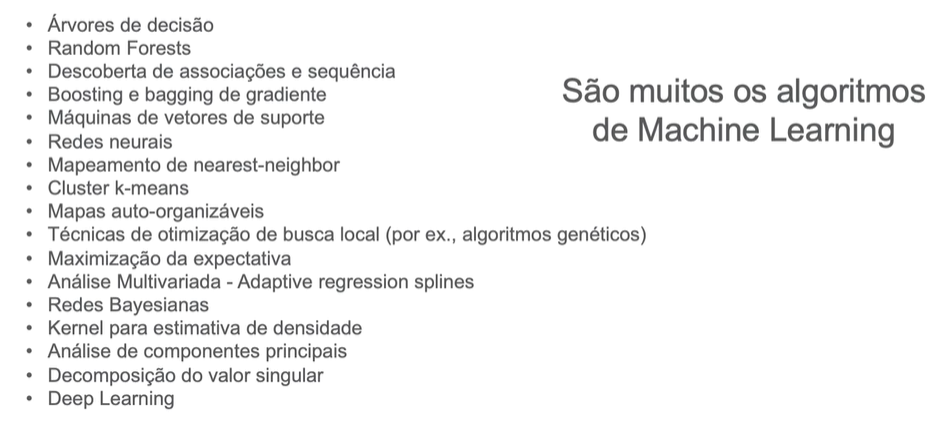 • Árvores de decisão
• Random Forests
• Descoberta de associações e sequência
• Boosting e bagging de gradiente
• Máquinas de vetores de suporte
• Redes neurais
• Mapeamento de nearest-neighbor
• Cluster k-means
• Mapas auto-organizáveis
• Técnicas de otimização de busca local (por ex., algoritmos genéticos)
• Maximização da expectativa
• Análise Multivariada - Adaptive regression splines
• Redes Bayesianas
• Kernel para estimativa de densidade
• Análise de componentes principais
• Decomposição do valor singular
• Deep Learning
São muitos os algoritmos
de Machine Learning